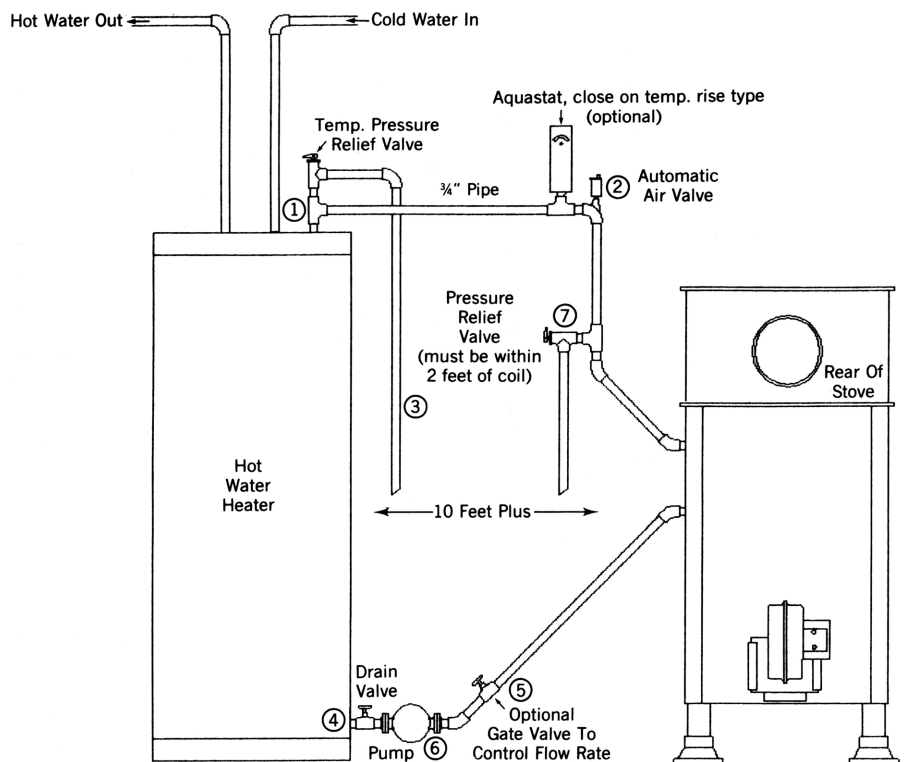 Hot Water Out
Cold Water In
Aquastat, close on temp. rise type
(optional)
Temp. Pressure
Relief Valve
② Automatic
Air Valve
¾" Pipe
①
Pressure
Relief
Valve
(must be within
2 feet of coil)
⑦
Rear Of
Stove
③
Hot
Water
Heater
10 Feet Plus
Drain
Valve
④
⑤
Optional
Gate Valve To
Control Flow Rate
Pump ⑥